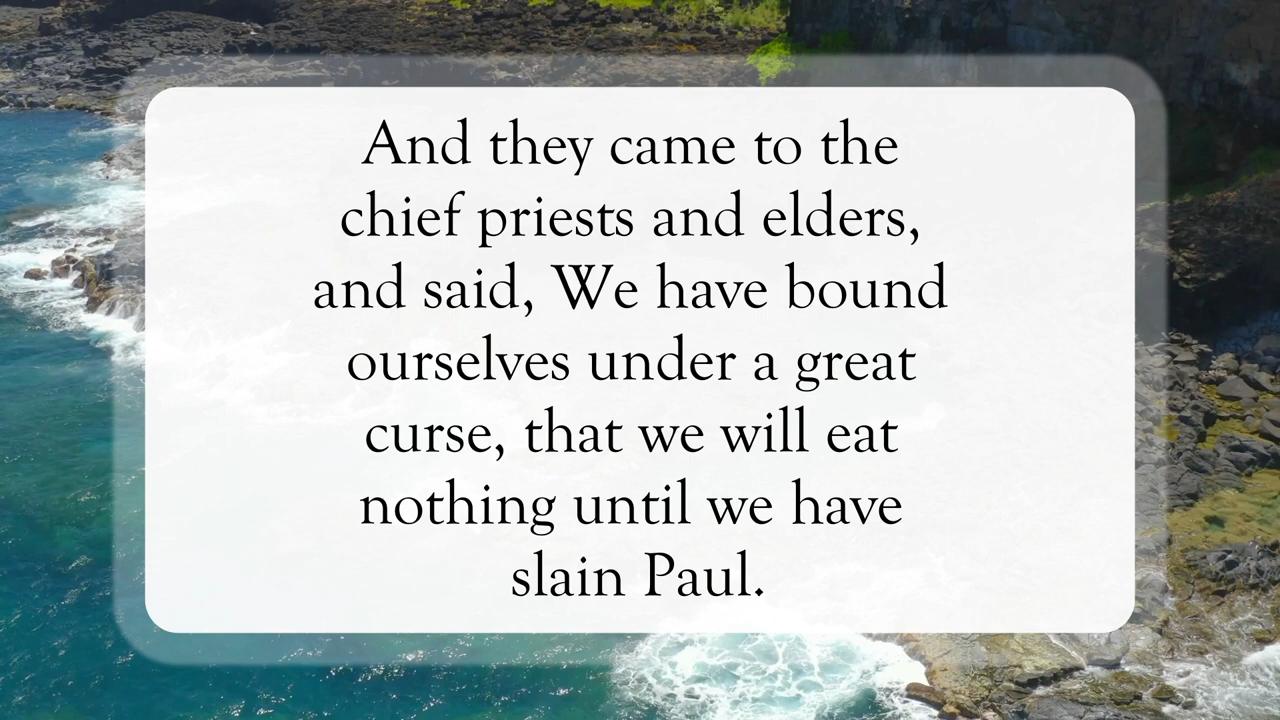 And they came to the
chief priests and elders,
and said, We have bound
ourselves under a great
curse, that we will eat
nothing until we have
slain Paul.